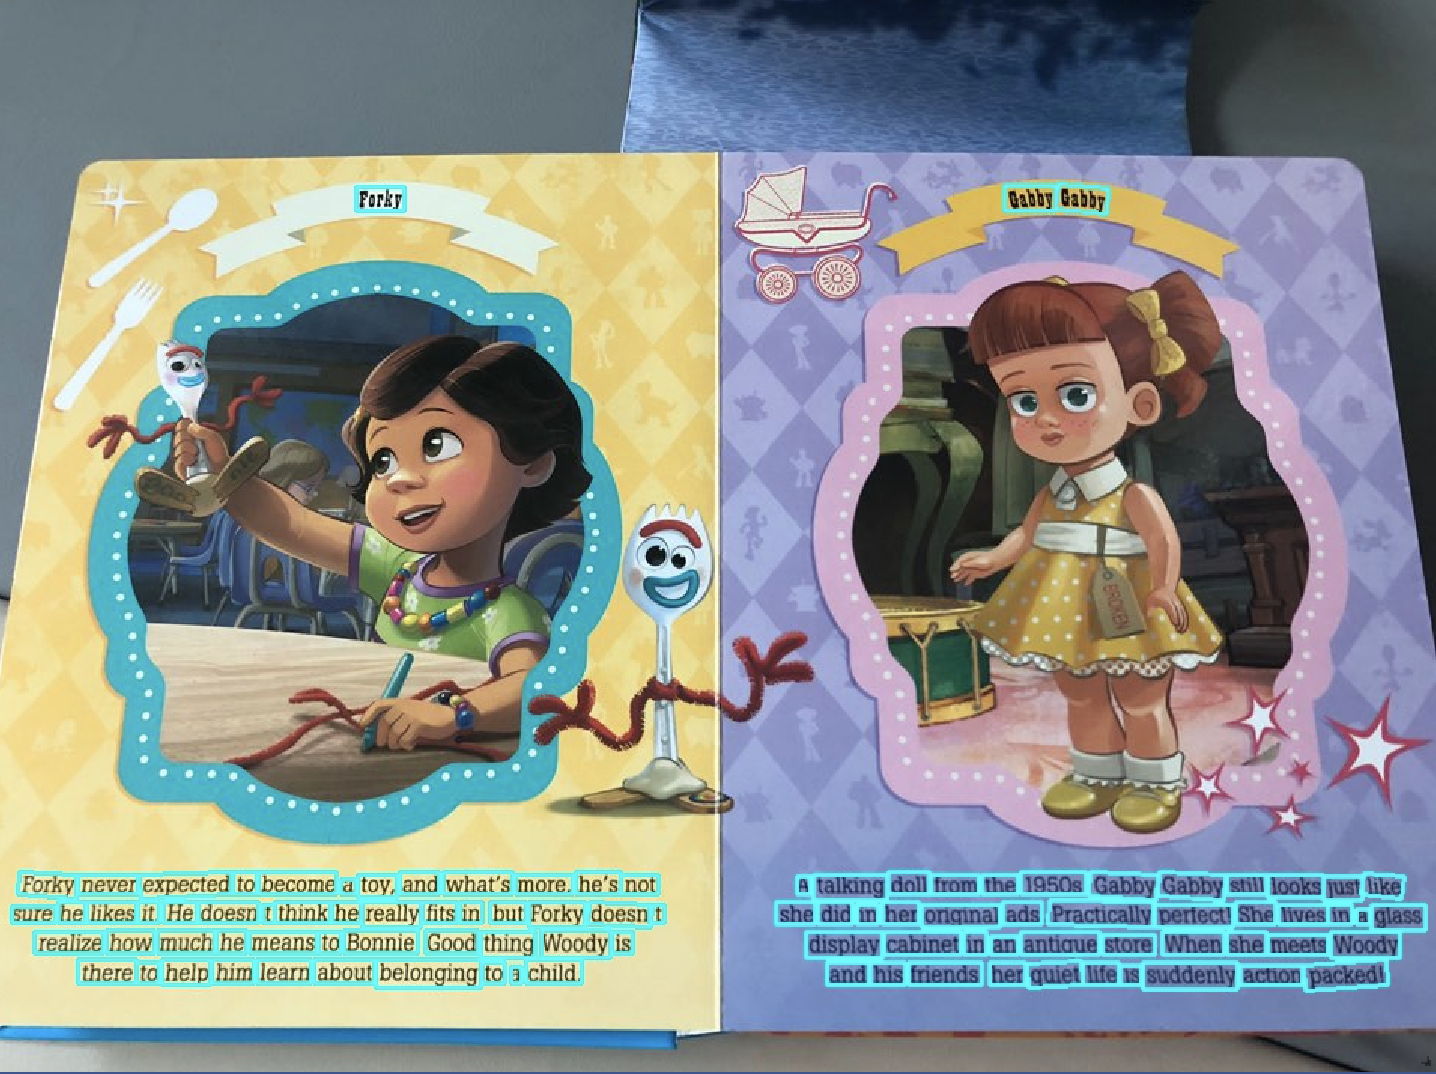 Forky
Forky never expected to become a toy, and what's more, he's not
sure he likes it. He doesn't think he really fits in, but Forky doesn't
realize how much he means to Bonnie. Good thing Woody is
there to help him learn about belonging to a child.
Gabby Gabby
BROKEN
A talking doll from the 1950s, Gabby Gabby still looks just like
she did in her original ads. Practically perfect! She lives in a glass
display cabinet in an antique store. When she meets Woody
and his friends, her quiet life is suddenly action packed!